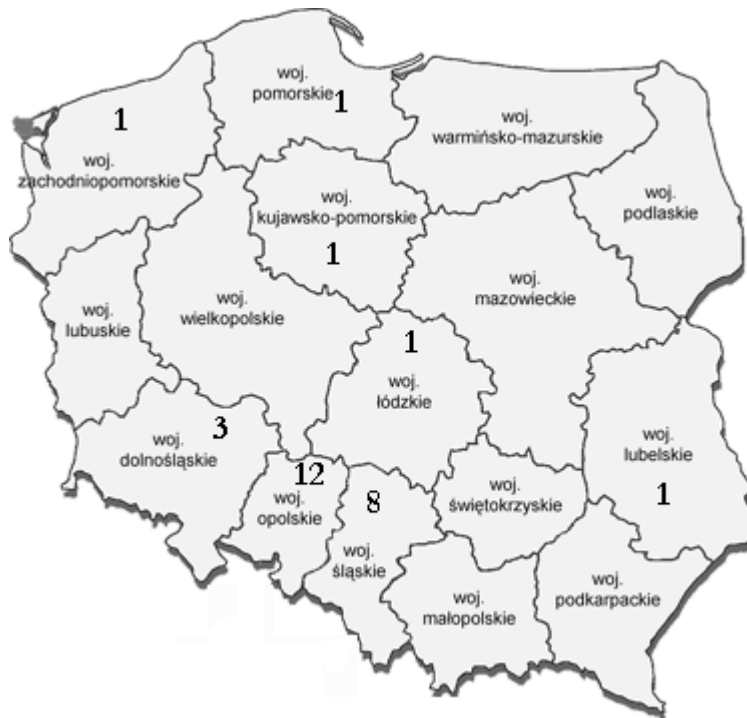 woj.
pomorskie 1
1
woj.
zachodniopomorskie
woj.
warmińsko-mazurskie
woj.
kujawsko-pomorskie
1
woj.
podlaskie
woj.
lubuskie
woj.
wielkopolskie
woj.
mazowieckie
1
woj.
łódzkie
3
woj.
dolnośląskie
12
woj.
opolskie
8
woj.
śląskie
woj.
świętokrzyskie
woj.
lubelskie
1
woj.
małopolskie
woj.
podkarpackie